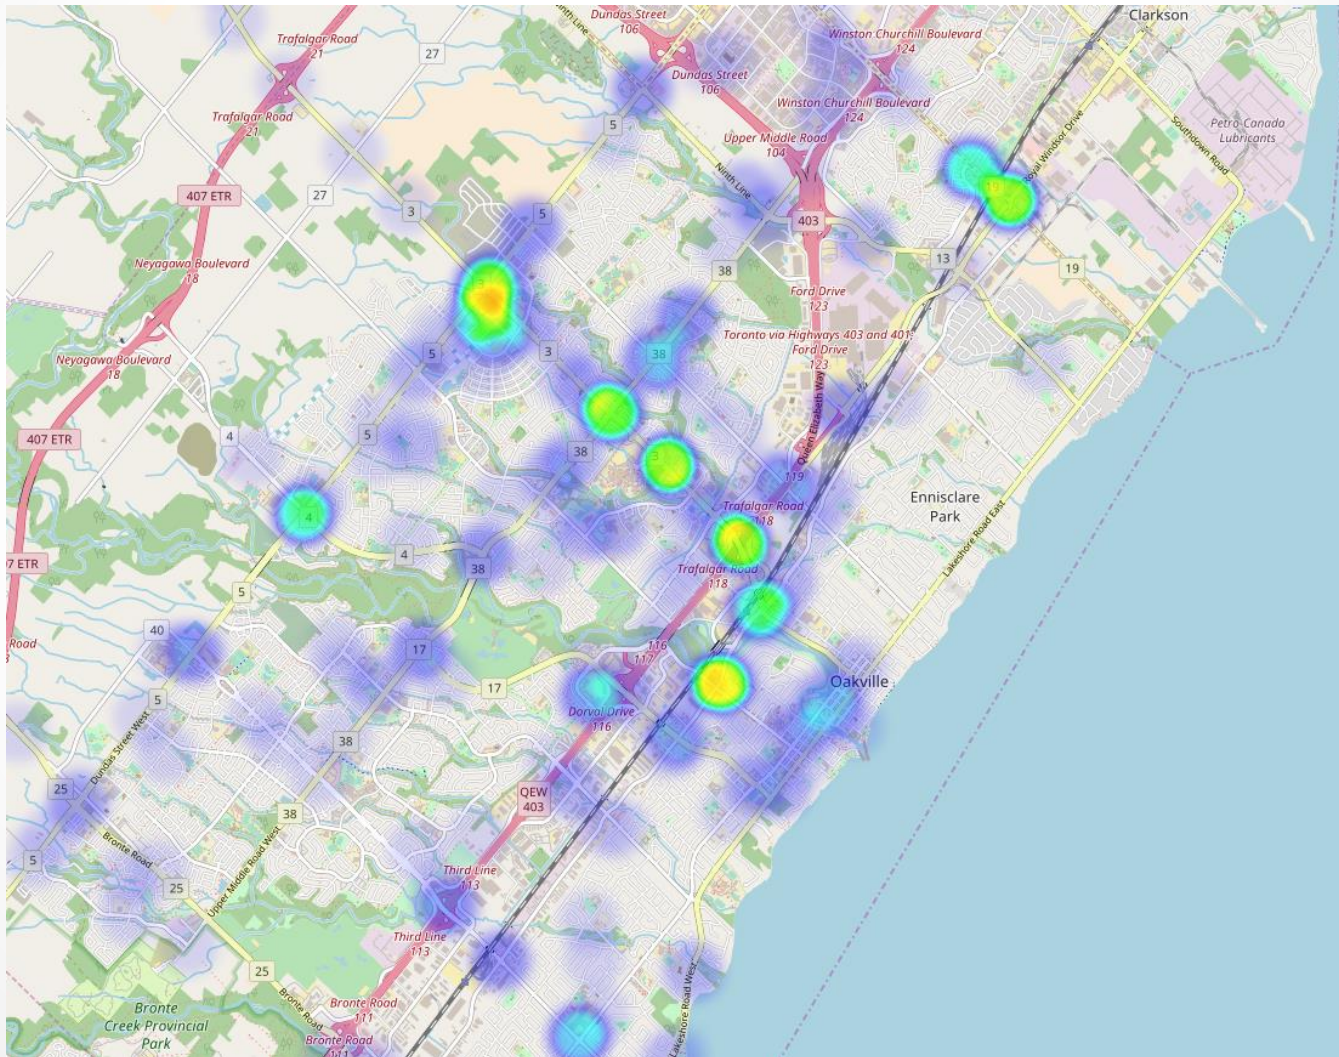 Clarkson
Dundas Street
106
Trafalgar Road
21
27
Ninth Line
Winston Churchill Boulevard
124
Dundas Street
106
Winston Churchill Boulevard
124
Southdown Road
Petro-Canada
Lubricants
Trafalgar Road
21
5
Upper Middle Road
104
Royal Windsor Drive
Ninth Line
407 ETR
27
3
5
403
19
13
19
Neyagawa Boulevard
18
38
Ford Drive
123
Toronto via Highways 403 and 401;
Ford Drive
123
Neyagawa Boulevard
18
5
3
38
Queen Elizabeth Way
407 ETR
4
5
38
3
119
4
Trafalgar Road
118
Ennisclare
Park
Lakeshore Road East
4
38
Trafalgar Road
118
5
40
116
117
17
17
5
Dorval Drive
116
Oakville
Dundas Street West
38
25
QEW
403
38
5
Bronte Road
25
Upper Middle Road West
Third Line
113
Third Line
113
25
Bronte Road
Bronte Road
111
Bronte Road
111
Bronte
Creek Provincial
Park
Lakeshore Road West